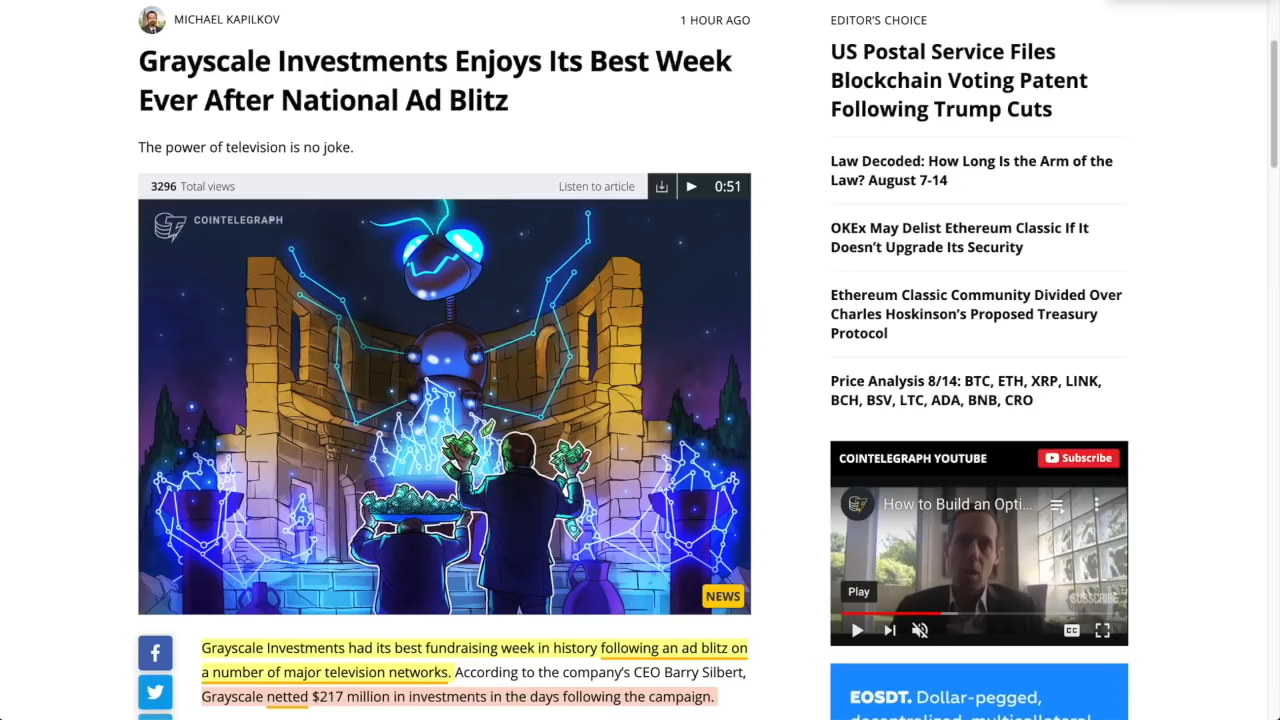 MICHAEL KAPILKOV
1 HOUR AGO
Grayscale Investments Enjoys Its Best Week
Ever After National Ad Blitz
The power of television is no joke.
3296 Total views
Listen to article
0:51
COINTELEGRAPH
NEWS
Grayscale Investments had its best fundraising week in history following an ad blitz on
a number of major television networks. According to the company’s CEO Barry Silbert,
Grayscale netted $217 million in investments in the days following the campaign.
EDITOR’S CHOICE
US Postal Service Files
Blockchain Voting Patent
Following Trump Cuts
Law Decoded: How Long Is the Arm of the
Law? August 7-14
OKEx May Delist Ethereum Classic If It
Doesn’t Upgrade Its Security
Ethereum Classic Community Divided Over
Charles Hoskinson’s Proposed Treasury
Protocol
Price Analysis 8/14: BTC, ETH, XRP, LINK,
BCH, BSV, LTC, ADA, BNB, CRO
COINTELEGRAPH YOUTUBE
Subscribe
How to Build an Opti...
SUBSCRIBE
Play
CC
EOSDT. Dollar-pegged,
decentralized, multicollateral